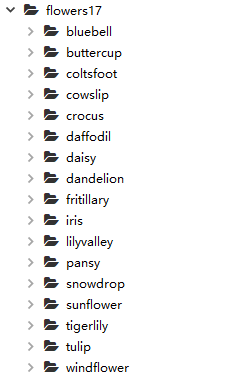 flowers17
bluebell
buttercup
coltsfoot
cowslip
crocus
daffodil
daisy
dandelion
fritillary
iris
lilyvalley
pansy
snowdrop
sunflower
tigerlily
tulip
windflower